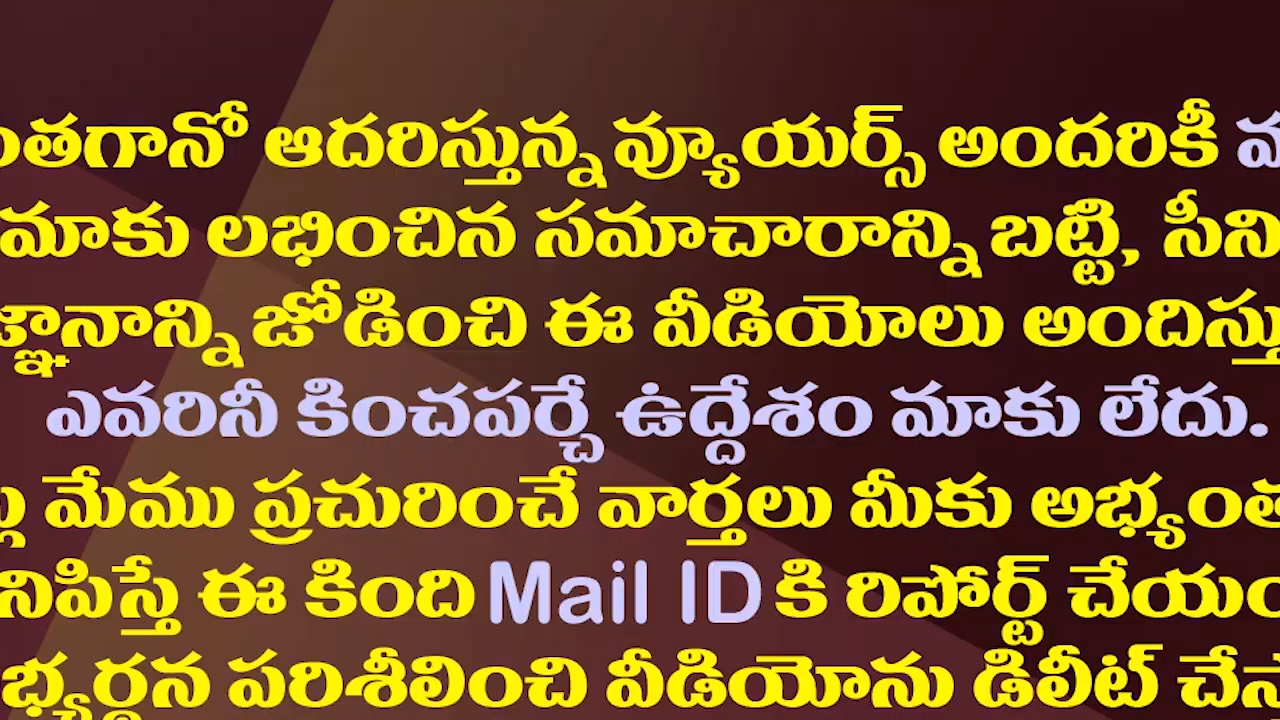 ంతగానో ఆదరిస్తున్న వ్యూయర్స్ అందరికీ
మాకు లభించిన సమాచారాన్ని బట్టి, సీని
జ్ఞానాన్ని జోడించి ఈ వీడియోలు అందిస్తు
ఎవరినీ కించపర్చే ఉద్దేశం మాకు లేదు.
మేము ప్రచురించే వార్తలు మీకు అభ్యంత
నిపిస్తే ఈ కింది Mail ID కి రిపోర్ట్ చేయం
భ్యర్థన పరిశీలించి వీడియోను డిలీట్ చేస